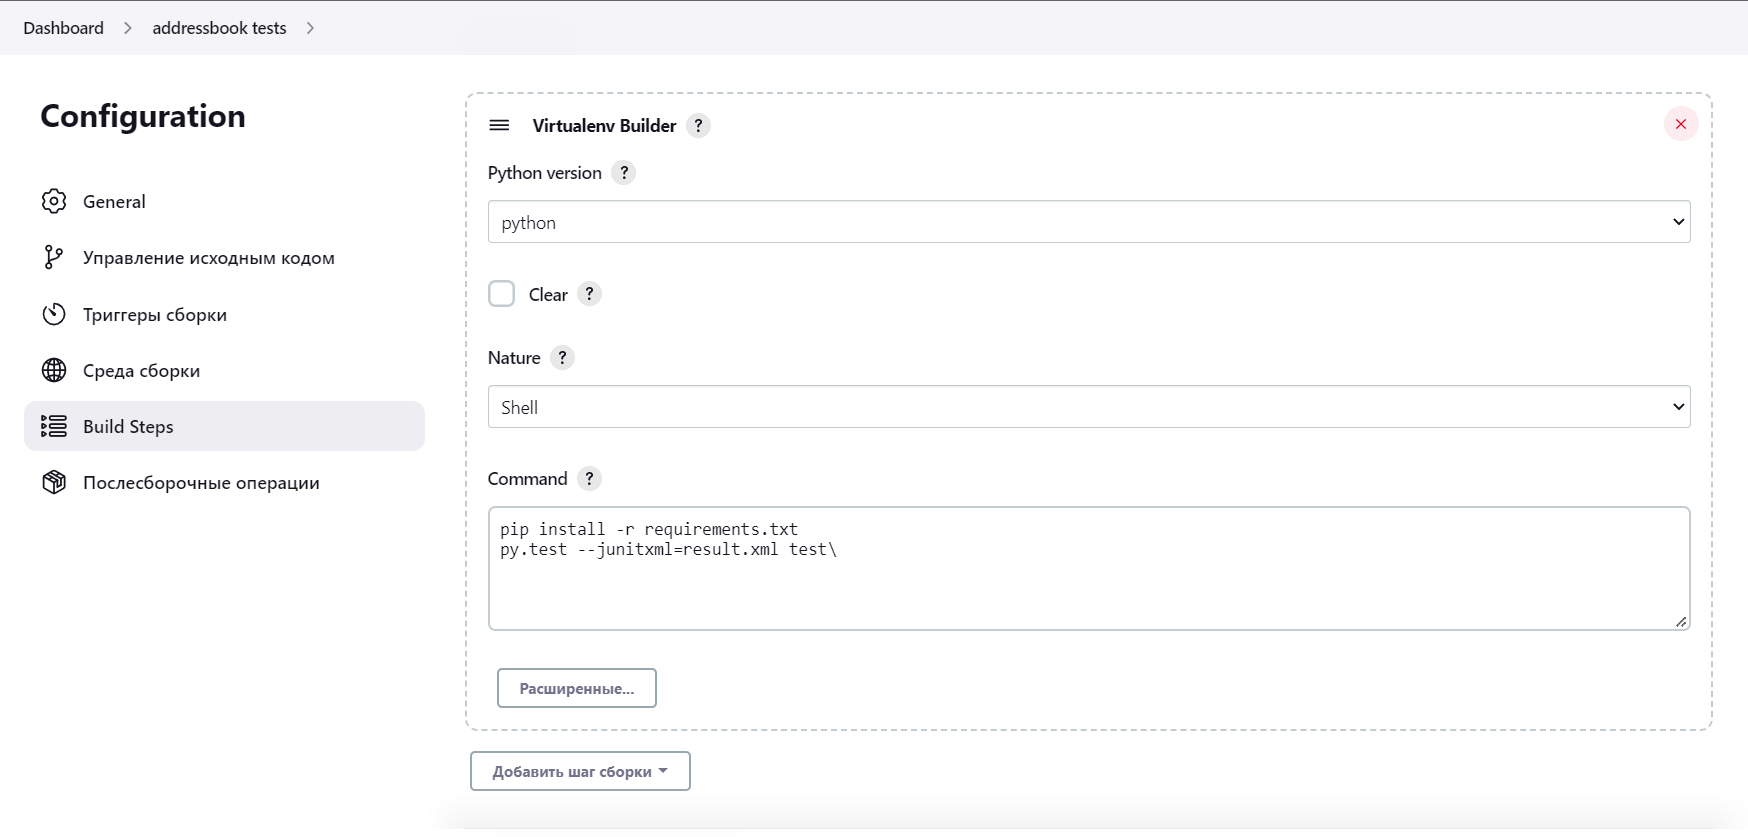 Dashboard > addressbook tests >
Configuration
General
Управление исходным кодом
Триггеры сборки
Среда сборки
Build Steps
Послесборочные операции
Virtualenv Builder ?
Python version ?
python
Clear ?
Nature ?
Shell
Command ?
pip install -r requirements.txt
py.test --junitxml=result.xml test\
Расширенные...
Добавить шаг сборки